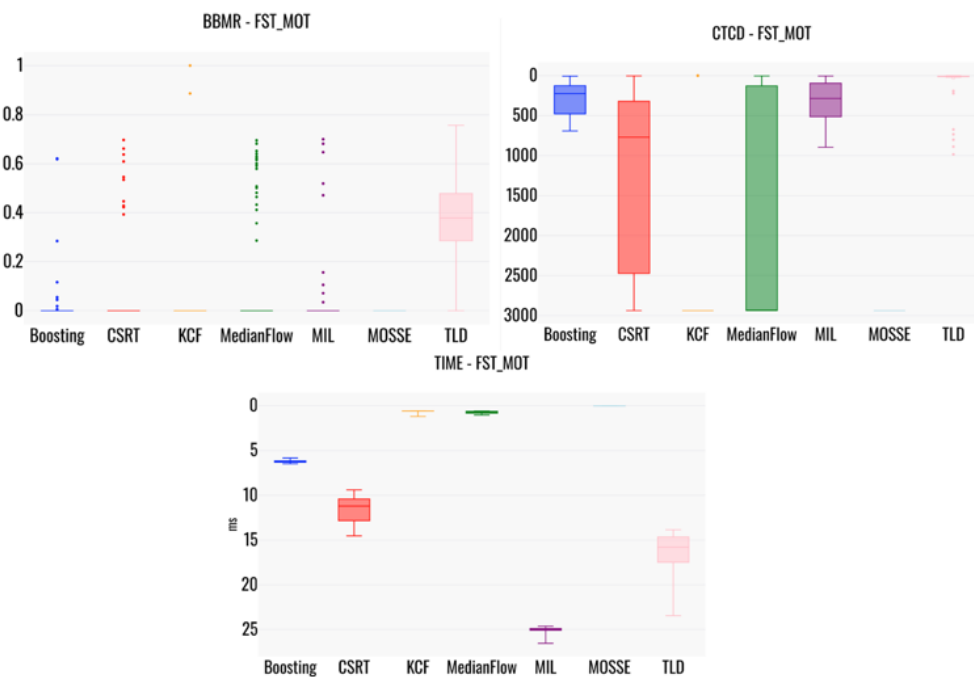 BBMR - FST_MOT
1
0.8
0.6
0.4
0.2
0
Boosting CSRT KCF MedianFlow MIL MOSSE TLD
CTCD - FST_MOT
0
500
1000
1500
2000
2500
3000
Boosting CSRT KCF MedianFlow MIL MOSSE TLD
TIME - FST_MOT
ms
0
5
10
15
20
25
Boosting CSRT KCF MedianFlow MIL MOSSE TLD